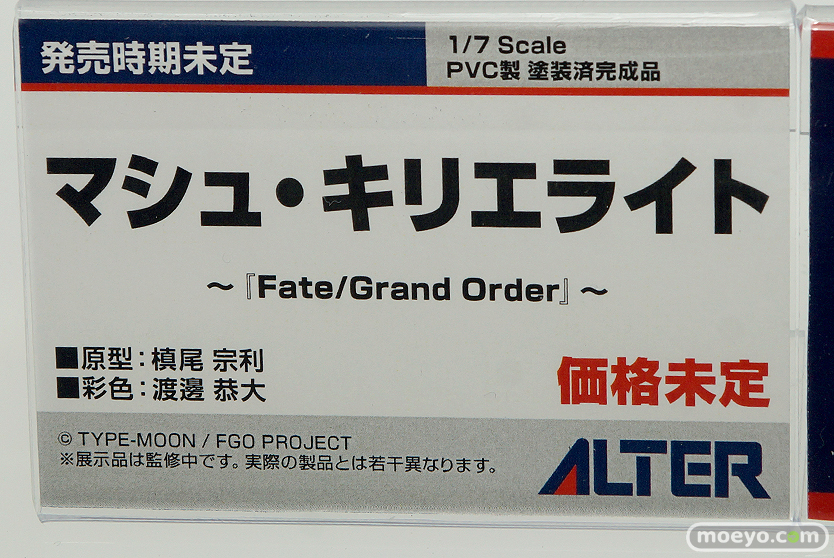 発売時期未定
1/7 Scale
PVC製 塗装済完成品
マシュ・キリエライト
～『Fate/Grand Order』～
■原型：槙尾 宗利
■彩色：渡邊 恭大
価格未定
© TYPE-MOON / FGO PROJECT
※展示品は監修中です。実際の製品とは若干異なります。
ALTER
moeyo.com